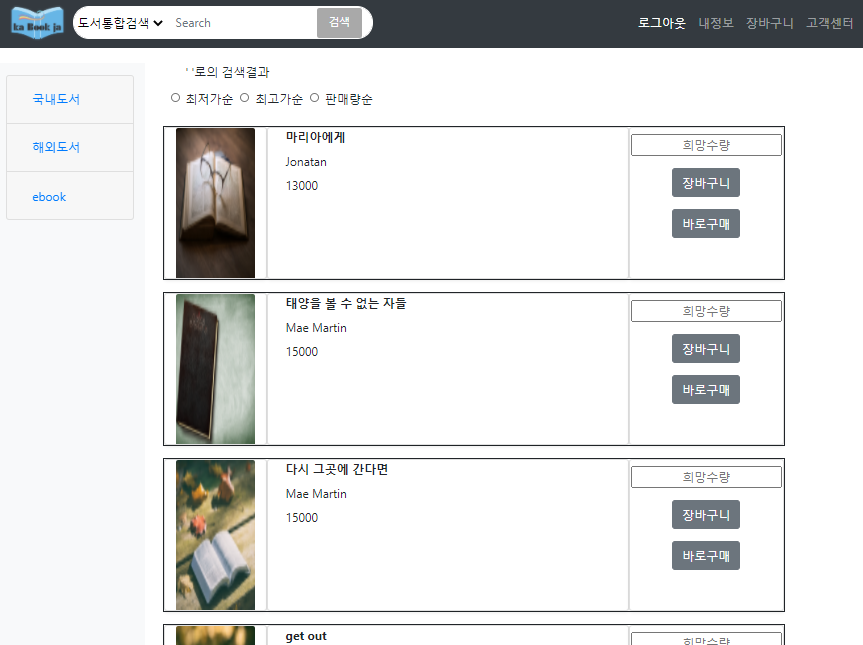 ka Book ja
도서통합검색
Search
검색
로그아웃 내정보 장바구니 고객센터
국내도서
해외도서
ebook
' '로의 검색결과
최저가순 최고가순 판매량순
마리아에게
Jonatan
13000
희망수량
장바구니
바로구매
태양을 볼 수 없는 자들
Mae Martin
15000
희망수량
장바구니
바로구매
다시 그곳에 간다면
Mae Martin
15000
희망수량
장바구니
바로구매
get out
희망수량